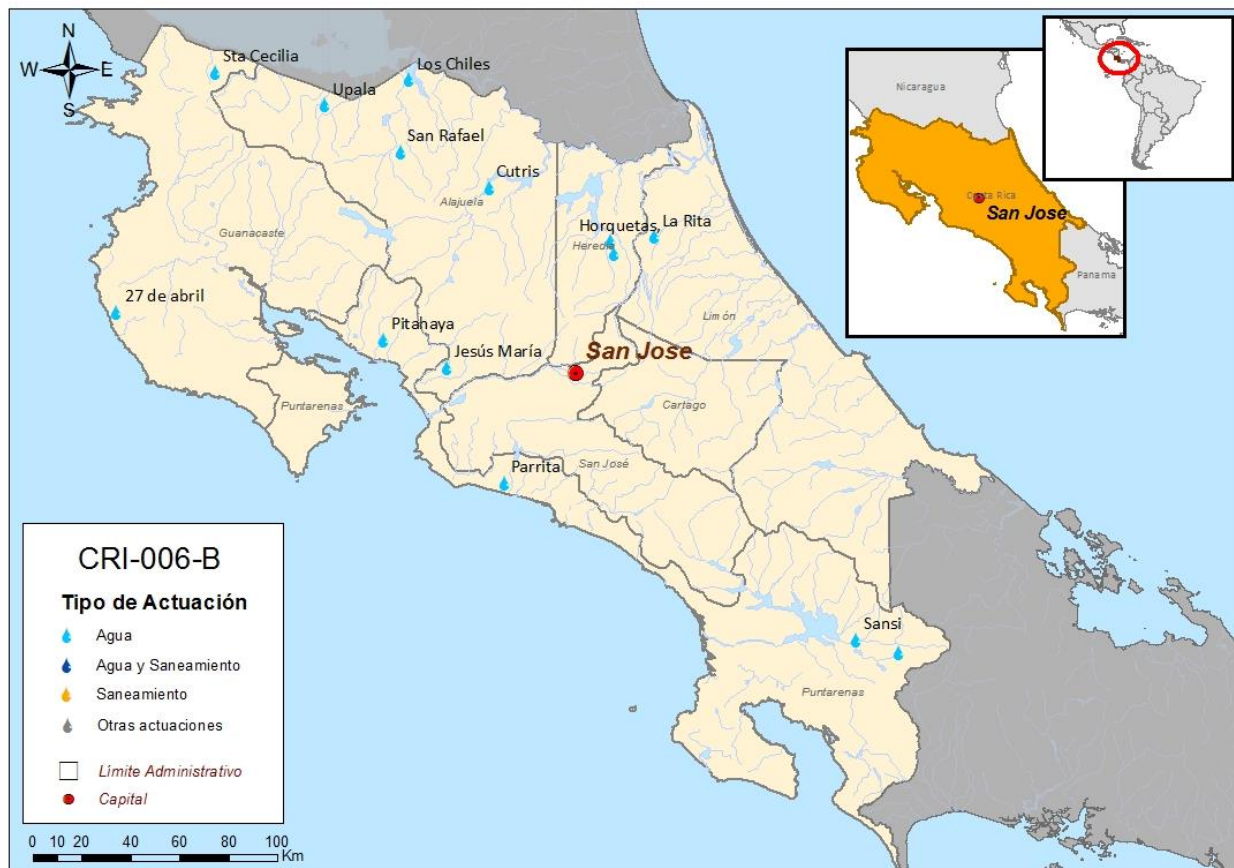 N
W
E
S
Sta Cecilia
Los Chiles
Upala
San Rafael
Cutris
Alajuela
Guanacaste
Horquetas,
La Rita
Heredia
27 de abril
Pitahaya
Limón
Jesús María
San Jose
Puntarenas
Cartago
San José
Parrita
Sansi
Puntarenas
Nicaragua
Costa Rica
San Jose
Panama
CRI-006-B
Tipo de Actuación
Agua
Agua y Saneamiento
Saneamiento
Otras actuaciones
Límite Administrativo
Capital
0 10 20 40 60 80 100
Km